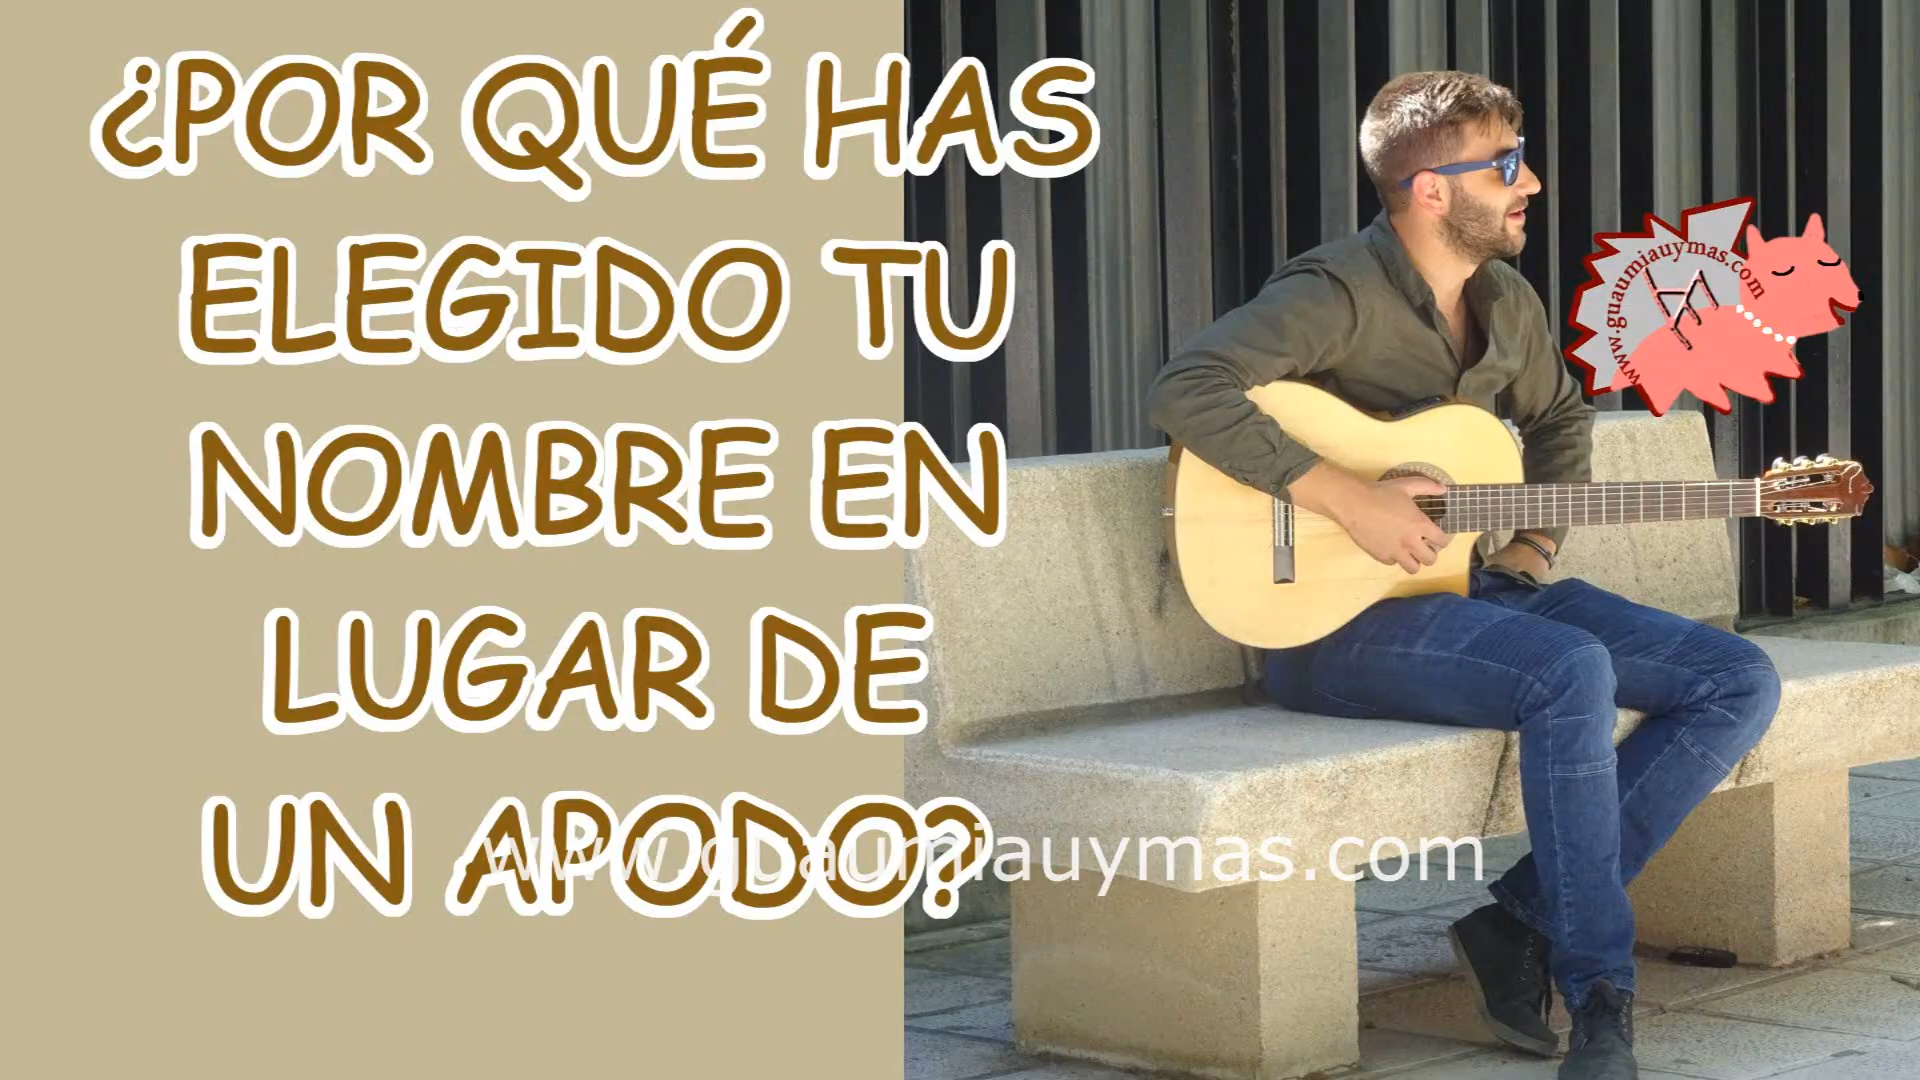 ¿POR QUÉ HAS
ELEGIDO TU
NOMBRE EN
LUGAR DE
UN APODO?
www.guaumiauymas.com
www.guaumiauymas.com